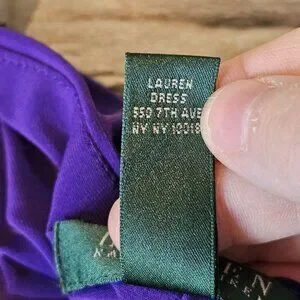 LAUREN
DRESS
550 7TH AVE
NY NY 10018